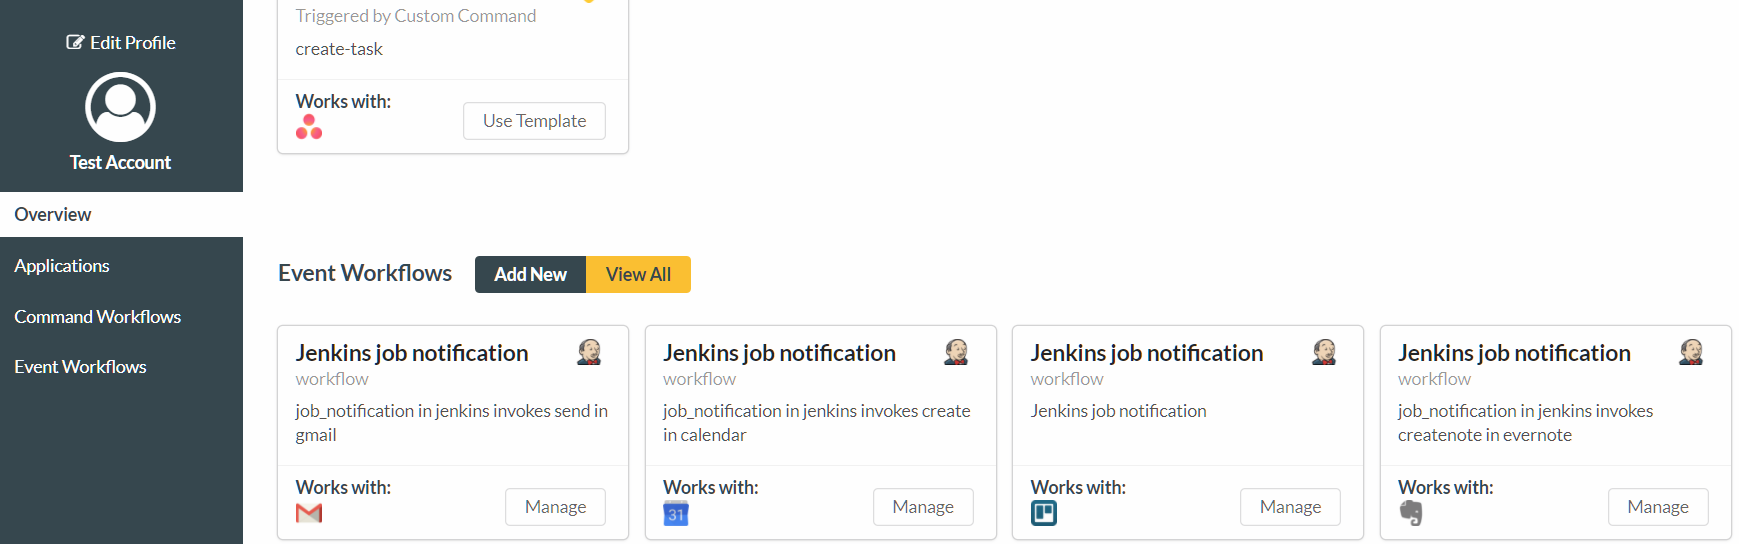 Edit Profile
Test Account
Overview
Applications
Command Workflows
Event Workflows
Triggered by Custom Command
create-task
Works with:
Use Template
Event Workflows
Add New
View All
Jenkins job notification
workflow
job_notification in jenkins invokes send in
gmail
Works with:
Manage
Jenkins job notification
workflow
job_notification in jenkins invokes create
in calendar
Works with:
31
Manage
Jenkins job notification
workflow
Jenkins job notification
Works with:
Manage
Jenkins job notification
workflow
job_notification in jenkins invokes
createnote in evernote
Works with:
Manage